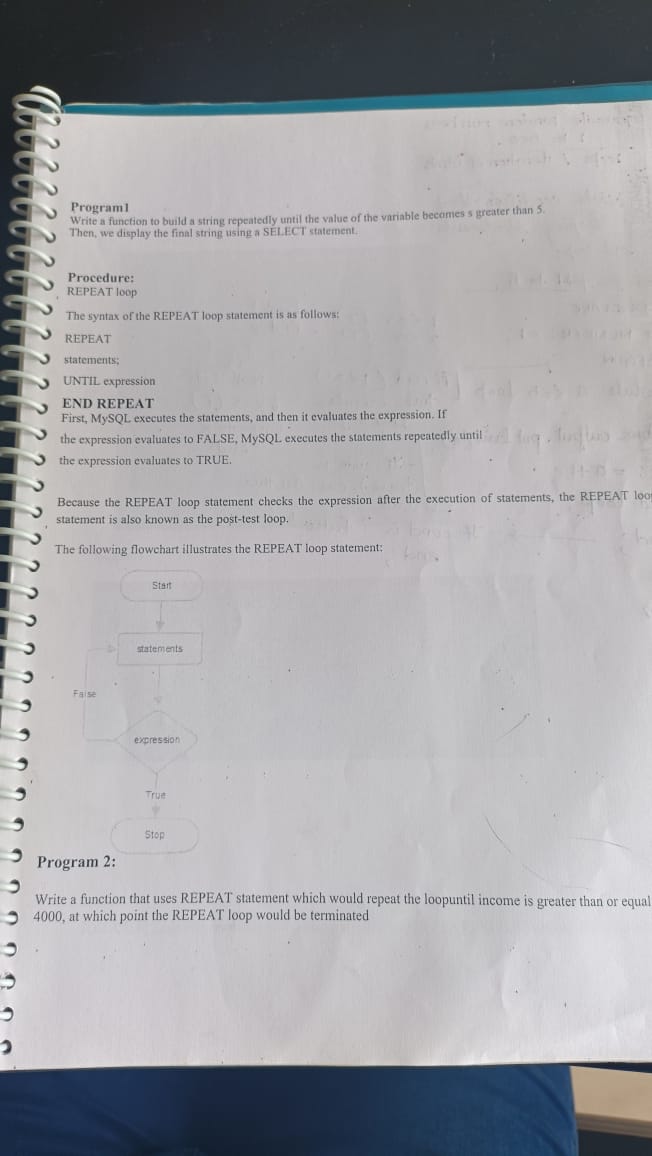 Program1
Write a function to build a string repeatedly until the value of the variable becomes s greater than 5.
Then, we display the final string using a SELECT statement.
Procedure:
REPEAT loop
The syntax of the REPEAT loop statement is as follows:
REPEAT
statements;
UNTIL expression
END REPEAT
First, MySQL executes the statements, and then it evaluates the expression. If
the expression evaluates to FALSE, MySQL executes the statements repeatedly until
the expression evaluates to TRUE.
Because the REPEAT loop statement checks the expression after the execution of statements, the REPEAT loo
statement is also known as the post-test loop.
The following flowchart illustrates the REPEAT loop statement:
Start
statements
False
expression
True
Stop
Program 2:
Write a function that uses REPEAT statement which would repeat the loopuntil income is greater than or equal
4000, at which point the REPEAT loop would be terminated